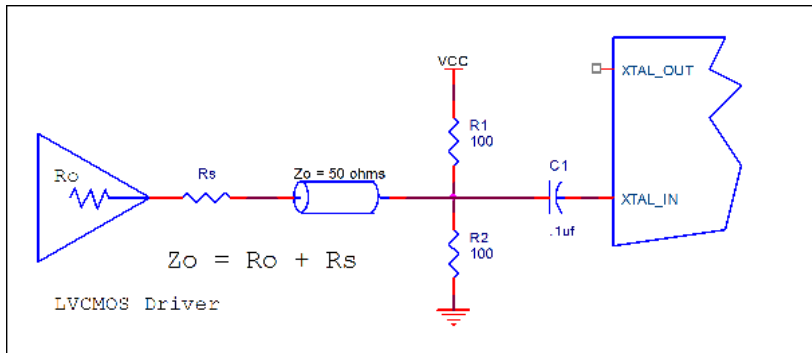 VCC
XTAL_OUT
R1
100
C1
Ro
Rs
Zo = 50 ohms
XTAL_IN
.1uf
R2
100
Zo = Ro + Rs
LVCMOS Driver